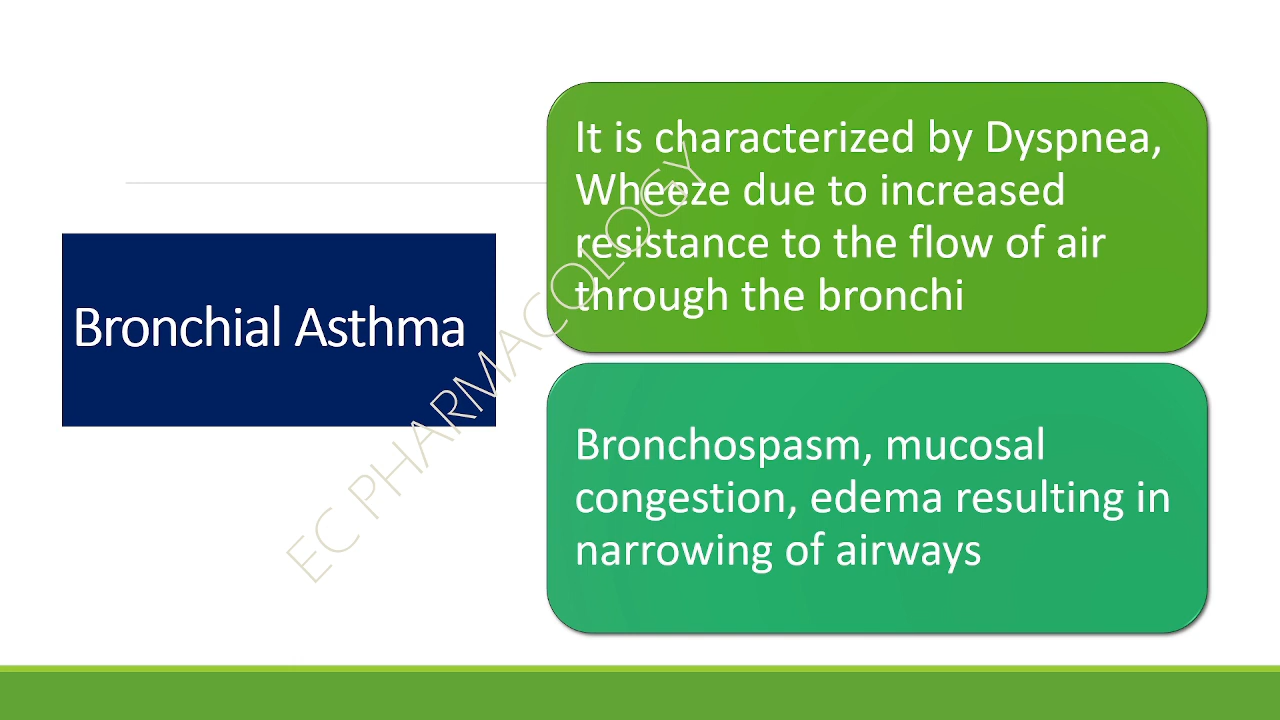 Bronchial Asthma
It is characterized by Dyspnea,
Wheeze due to increased
resistance to the flow of air
through the bronchi
Bronchospasm, mucosal
congestion, edema resulting in
narrowing of airways
EC PHARMACOLOGY